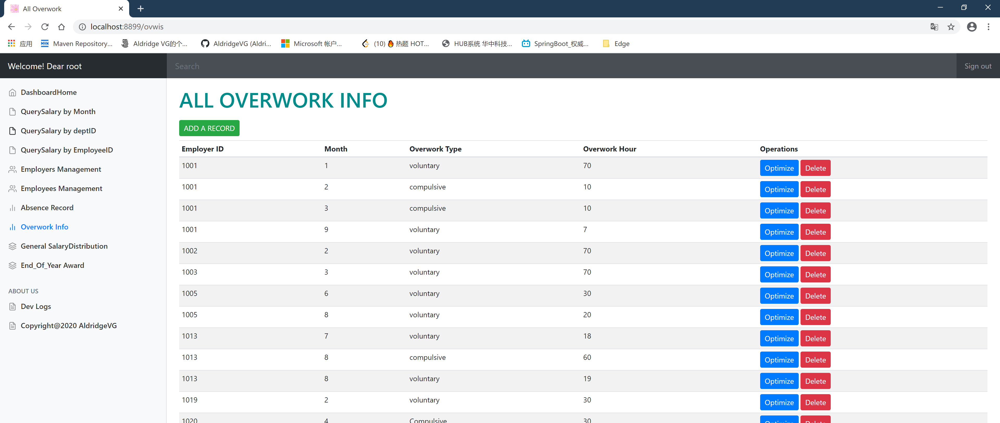 All Overwork
localhost:8899/ovwis
应用 Maven Repository... Aldridge VG的个... AldridgeVG (Aldri... Microsoft 帐户... (10) 🔥 热题 HOT... HUB系统 华中科技... SpringBoot_权威... Edge
Welcome! Dear root Search Sign out
DashboardHome
QuerySalary by Month
QuerySalary by deptID
QuerySalary by EmployeeID
Employers Management
Employees Management
Absence Record
Overwork Info
General SalaryDistribution
End_Of_Year Award
ABOUT US
Dev Logs
Copyright@2020 AldridgeVG
ALL OVERWORK INFO
ADD A RECORD
Employer ID Month Overwork Type Overwork Hour Operations
1001 1 voluntary 70 Optimize Delete
1001 2 compulsive 10 Optimize Delete
1001 3 compulsive 10 Optimize Delete
1001 9 voluntary 7 Optimize Delete
1002 2 voluntary 70 Optimize Delete
1003 3 voluntary 70 Optimize Delete
1005 6 voluntary 30 Optimize Delete
1005 8 voluntary 20 Optimize Delete
1013 7 voluntary 18 Optimize Delete
1013 8 compulsive 60 Optimize Delete
1013 8 voluntary 19 Optimize Delete
1019 2 voluntary 30 Optimize Delete
1020 4 Compulsive 30 Optimize Delete